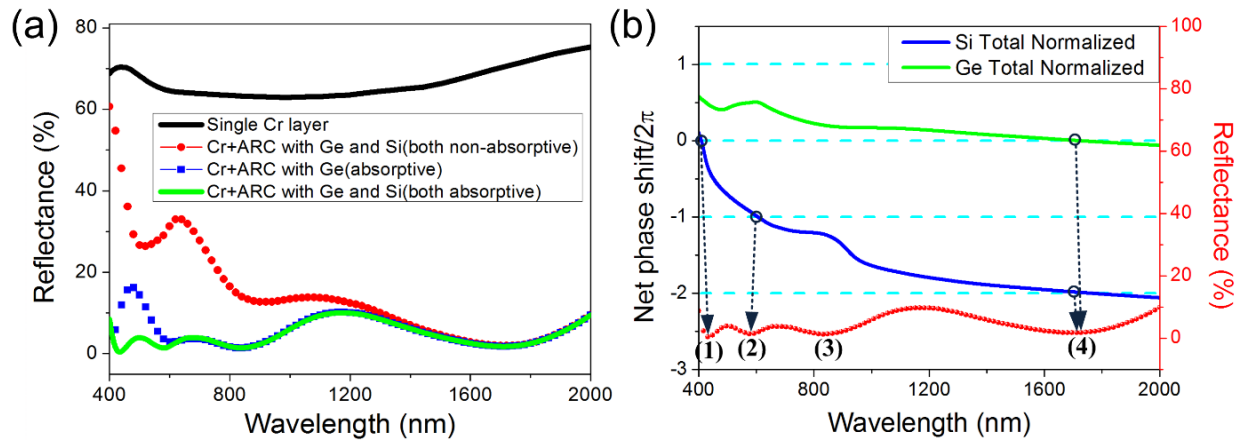 (a)
Reflectance (%)
80
60
40
20
0
400
800
1200
1600
2000
Wavelength (nm)
Single Cr layer
Cr+ARC with Ge and Si(both non-absorptive)
Cr+ARC with Ge(absorptive)
Cr+ARC with Ge and Si(both absorptive)
(b)
Net phase shift/2π
1
0
-1
-2
-3
400
800
1200
1600
2000
Wavelength (nm)
Si Total Normalized
Ge Total Normalized
(1)
(2)
(3)
(4)
100
80
60
40
20
0
Reflectance (%)